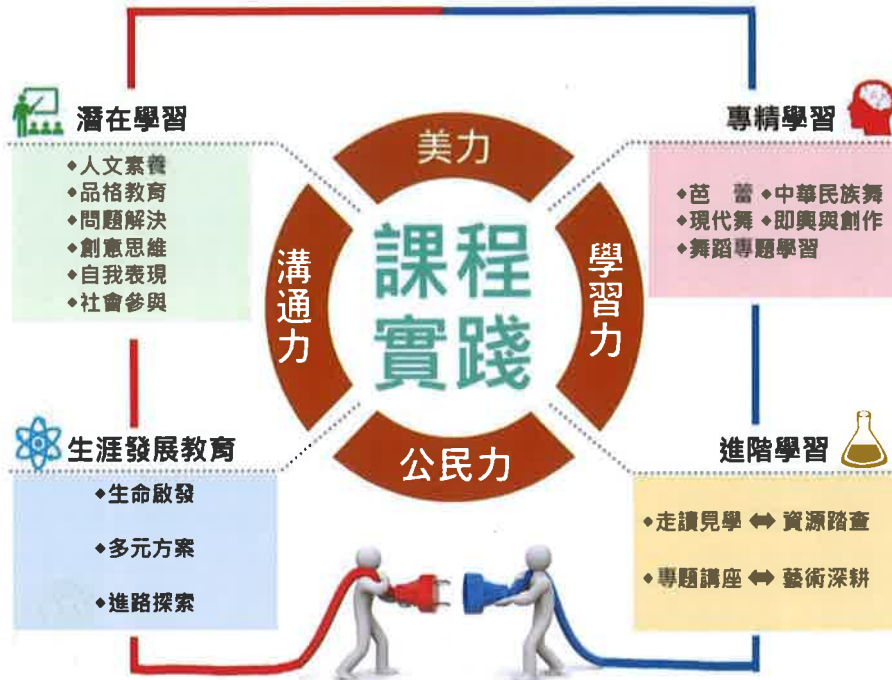 潛在學習
◆人文素養
◆品格教育
◆問題解決
◆創意思維
◆自我表現
◆社會參與
專精學習
◆芭　蕾 ◆中華民族舞
◆現代舞 ◆即興與創作
◆舞蹈專題學習
美力
溝通力
課程
實踐
學習力
公民力
生涯發展教育
◆生命啟發
◆多元方案
◆進路探索
進階學習
◆走讀見學 ⬌ 資源踏查
◆專題講座 ⬌ 藝術深耕